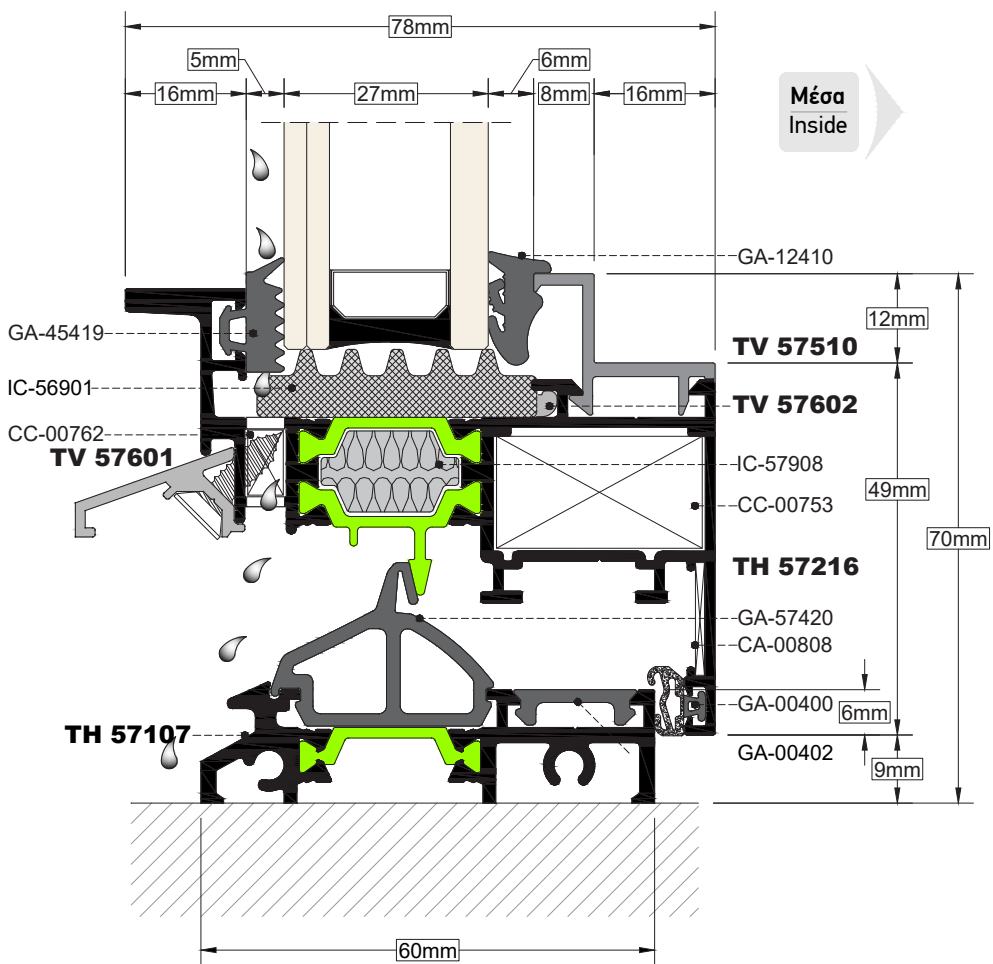 78mm
5mm
6mm
16mm
27mm
8mm
16mm
Μέσα
Inside
GA-12410
12mm
GA-45419
TV 57510
IC-56901
TV 57602
CC-00762
TV 57601
IC-57908
CC-00753
49mm
70mm
TH 57216
GA-57420
CA-00808
GA-00400
6mm
TH 57107
GA-00402
9mm
60mm